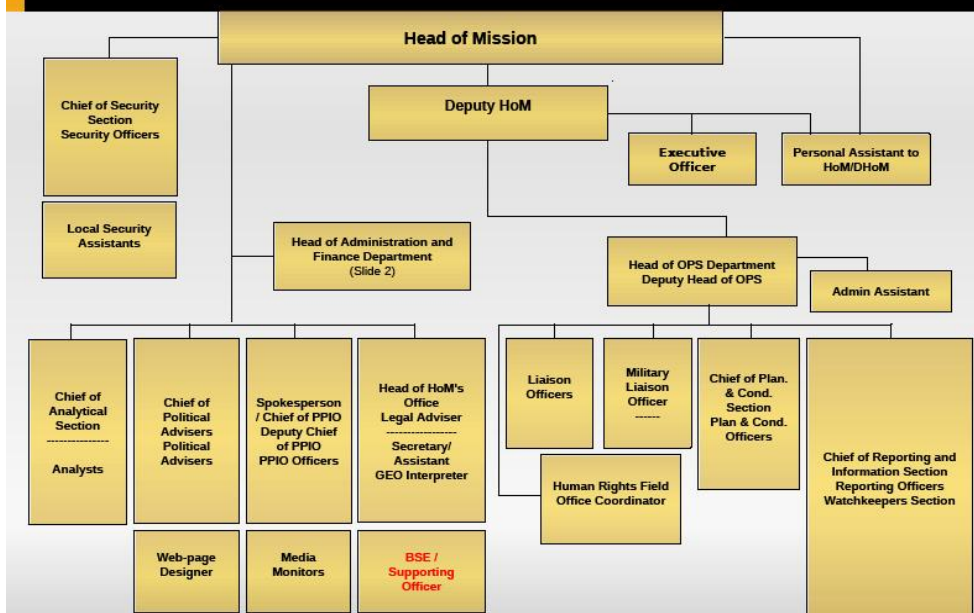 Head of Mission
Chief of Security
Section
Security Officers
Deputy HoM
Executive
Officer
Personal Assistant to
HoM/DHoM
Local Security
Assistants
Head of Administration and
Finance Department
(Slide 2)
Head of OPS Department
Deputy Head of OPS
Admin Assistant
Chief of
Analytical
Section
---------------
Analysts
Chief of
Political
Advisers
Political
Advisers
Spokesperson
/ Chief of PPIO
Deputy Chief
of PPIO
PPIO Officers
Head of HoM's
Office
Legal Adviser
------------------
Secretary/
Assistant
GEO Interpreter
Liaison
Officers
Military
Liaison
Officer
------
Chief of Plan.
& Cond.
Section
Plan & Cond.
Officers
Chief of Reporting and
Information Section
Reporting Officers
Watchkeepers Section
Human Rights Field
Office Coordinator
Web-page
Designer
Media
Monitors
BSE /
Supporting
Officer